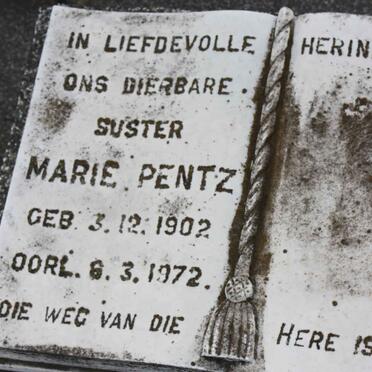 IN LIEFDEVOLLE HERIN
ONS DIERBARE
SUSTER
MARIE PENTZ
GEB 3.12.1902
OORL. 6.3.1972.
DIE WEG VAN DIE HERE IS